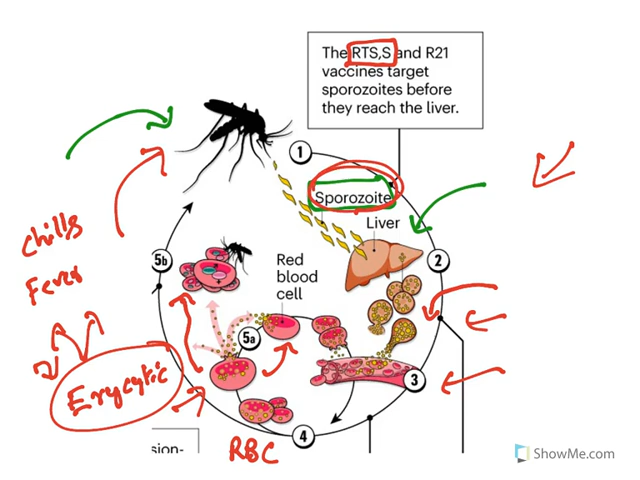 The RTS,S and R21
vaccines target
sporozoites before
they reach the liver.
1
Sporozoite
Liver
chills
Fever
5b
2
Red
blood
cell
5a
3
Erycytic
4
RBC
sion-
ShowMe.com